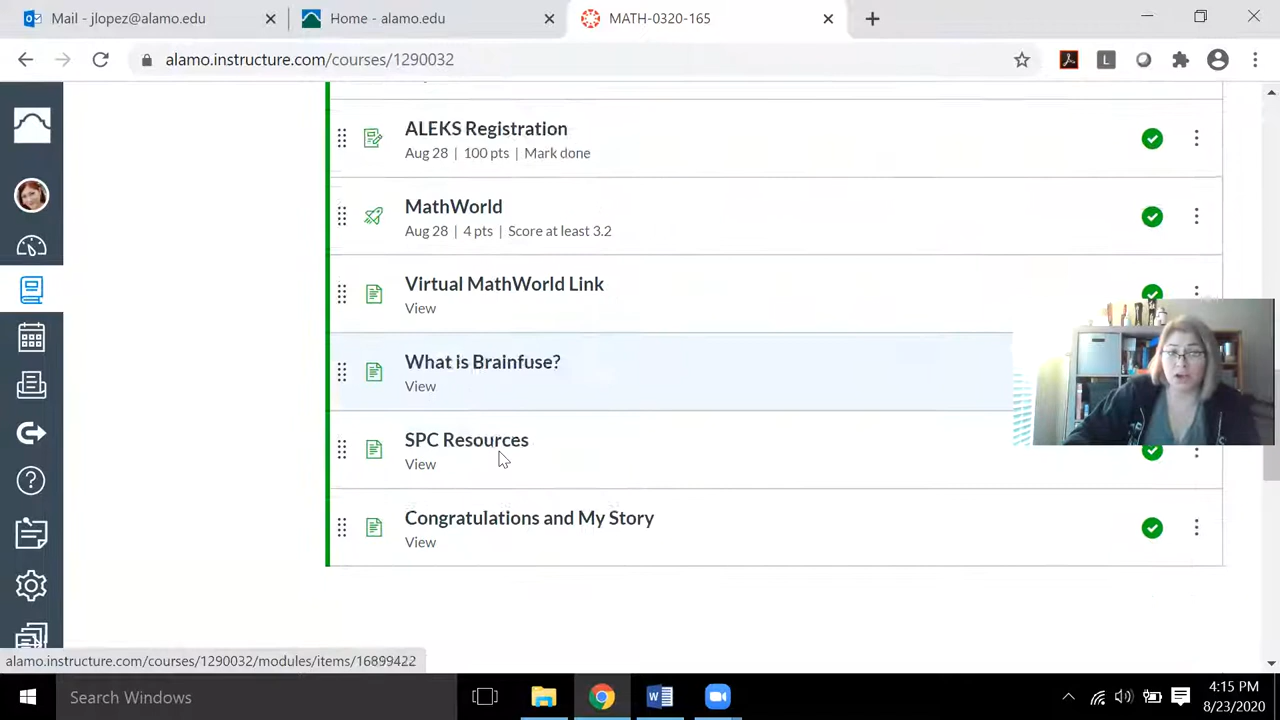 Mail - jlopez@alamo.edu
Home - alamo.edu
MATH-0320-165
alamo.instructure.com/courses/1290032
L
ALEKS Registration
Aug 28 | 100 pts | Mark done
MathWorld
Aug 28 | 4 pts | Score at least 3.2
Virtual MathWorld Link
View
What is Brainfuse?
View
SPC Resources
View
Congratulations and My Story
View
alamo.instructure.com/courses/1290032/modules/items/16899422
Search Windows
4:15 PM
8/23/2020